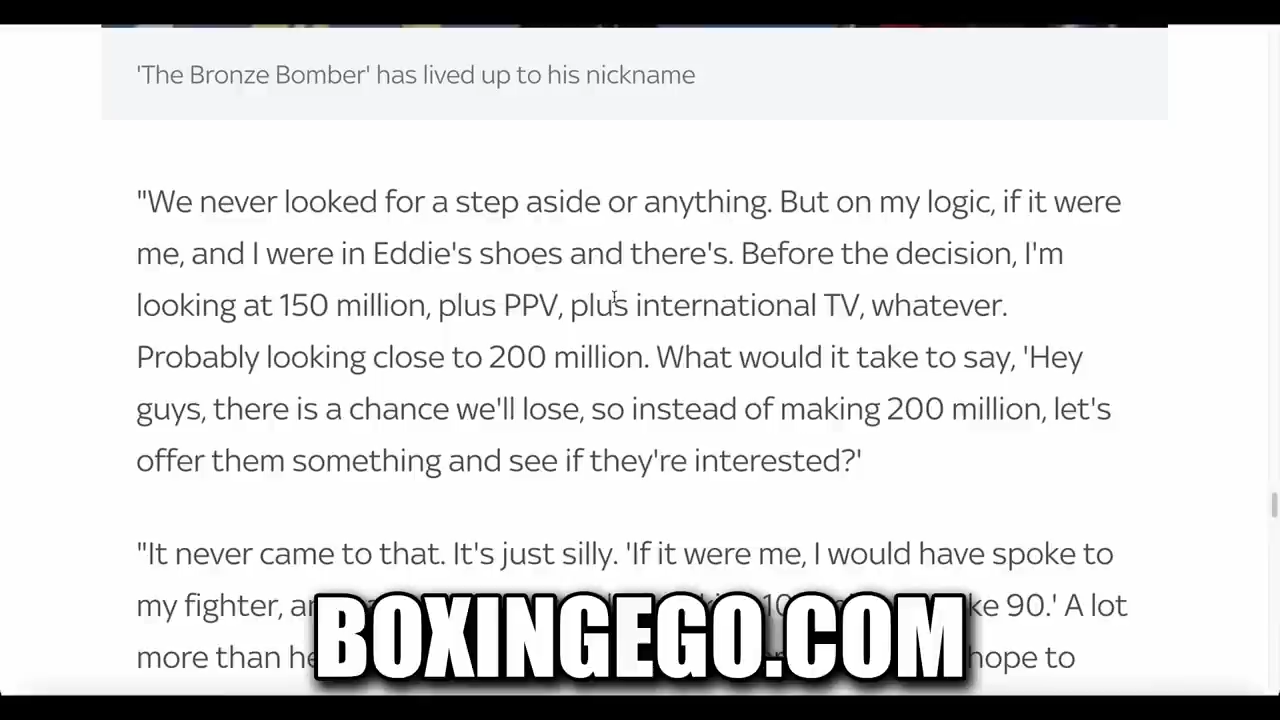 'The Bronze Bomber' has lived up to his nickname
"We never looked for a step aside or anything. But on my logic, if it were
me, and I were in Eddie's shoes and there's. Before the decision, I'm
looking at 150 million, plus PPV, plus international TV, whatever.
Probably looking close to 200 million. What would it take to say, 'Hey
guys, there is a chance we'll lose, so instead of making 200 million, let's
offer them something and see if they're interested?'
"It never came to that. It's just silly. 'If it were me, I would have spoke to
my fighter, 90.' A lot
more than hope to
BOXINGEGO.COM